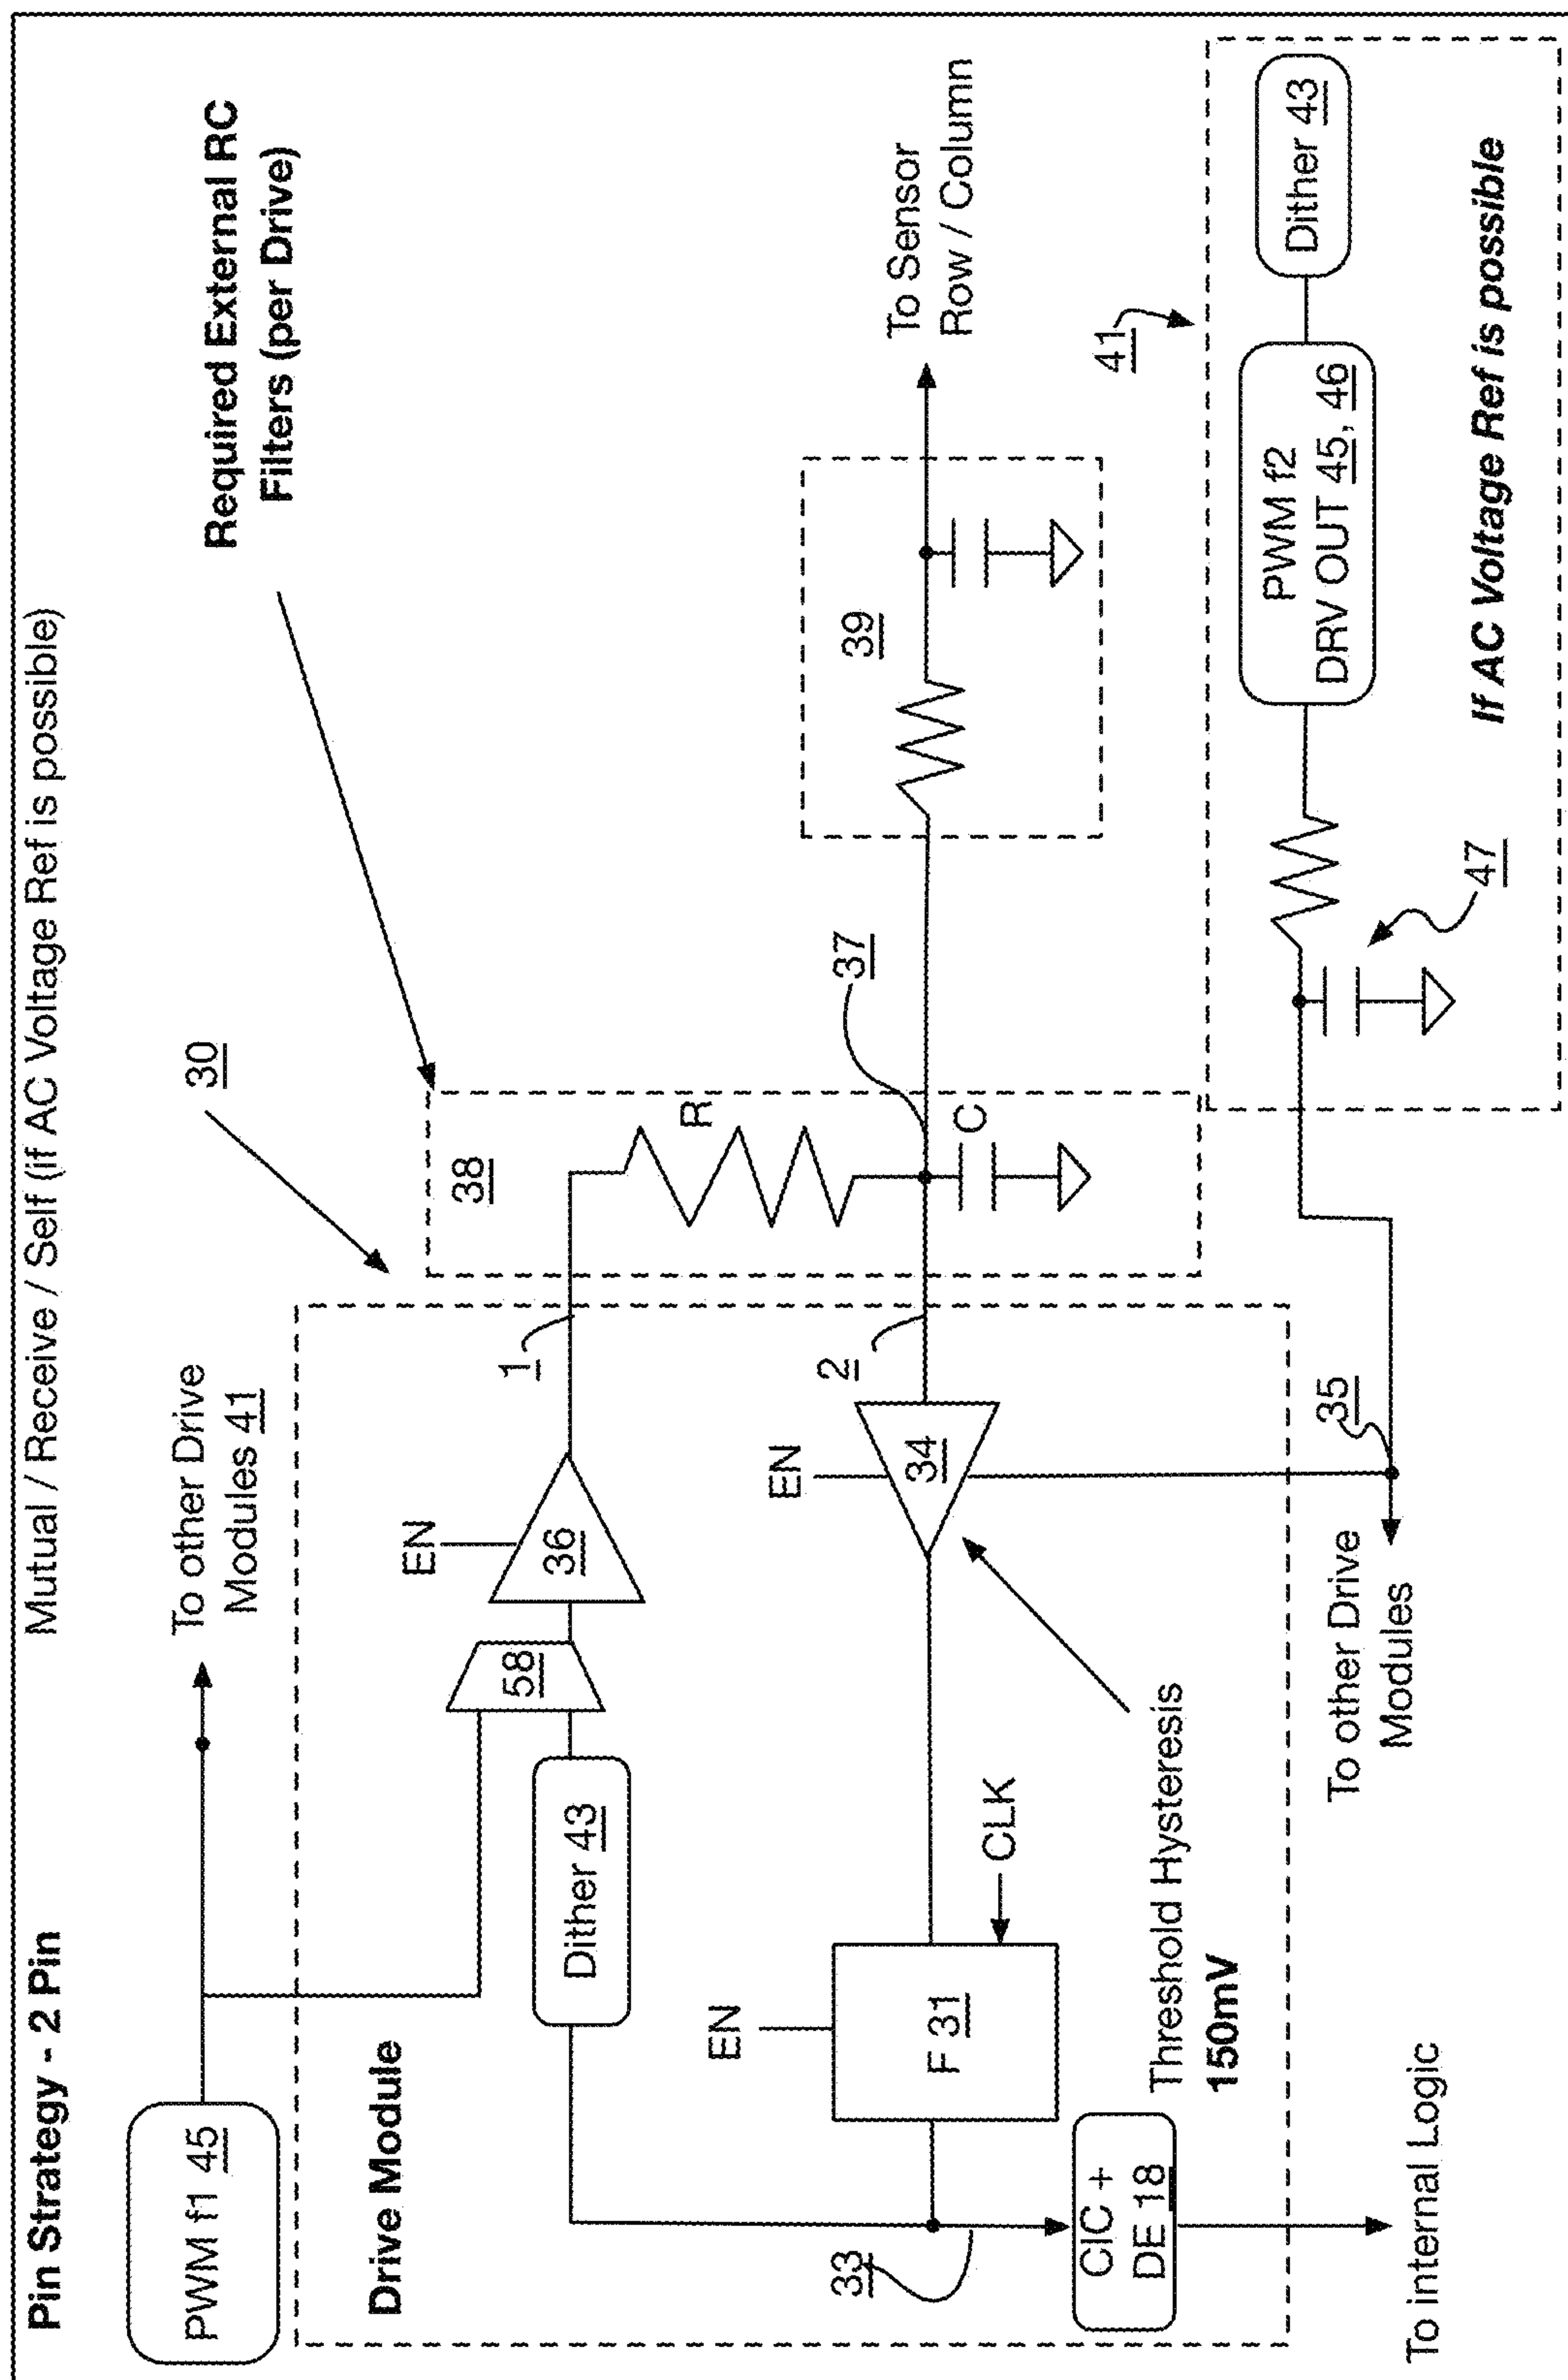 Pin Strategy - 2 Pin
Mutual / Receive / Self (if AC Voltage Ref is possible)
PWM f1 45
To other Drive
Modules 41
30
Required External RC
Filters (per Drive)
Drive Module
Dither 43
58
EN
36
1
38
R
C
37
39
To Sensor
Row / Column
EN
F 31
CLK
EN
34
2
33
CIC +
DE 18
Threshold Hysteresis
150mV
To internal Logic
To other Drive
Modules
35
47
41
PWM f2
DRV OUT 45, 46
Dither 43
If AC Voltage Ref is possible